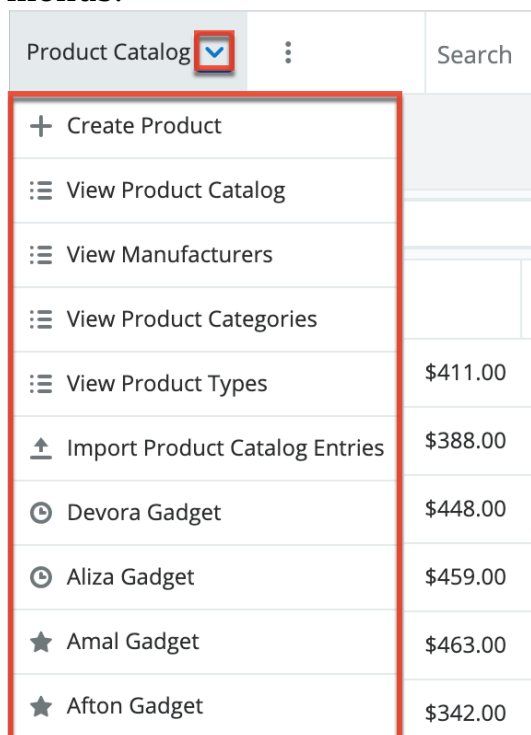 Product Catalog
Search
Create Product
View Product Catalog
View Manufacturers
View Product Categories
View Product Types
$411.00
Import Product Catalog Entries
$388.00
Devora Gadget
$448.00
Aliza Gadget
$459.00
Amal Gadget
$463.00
Afton Gadget
$342.00